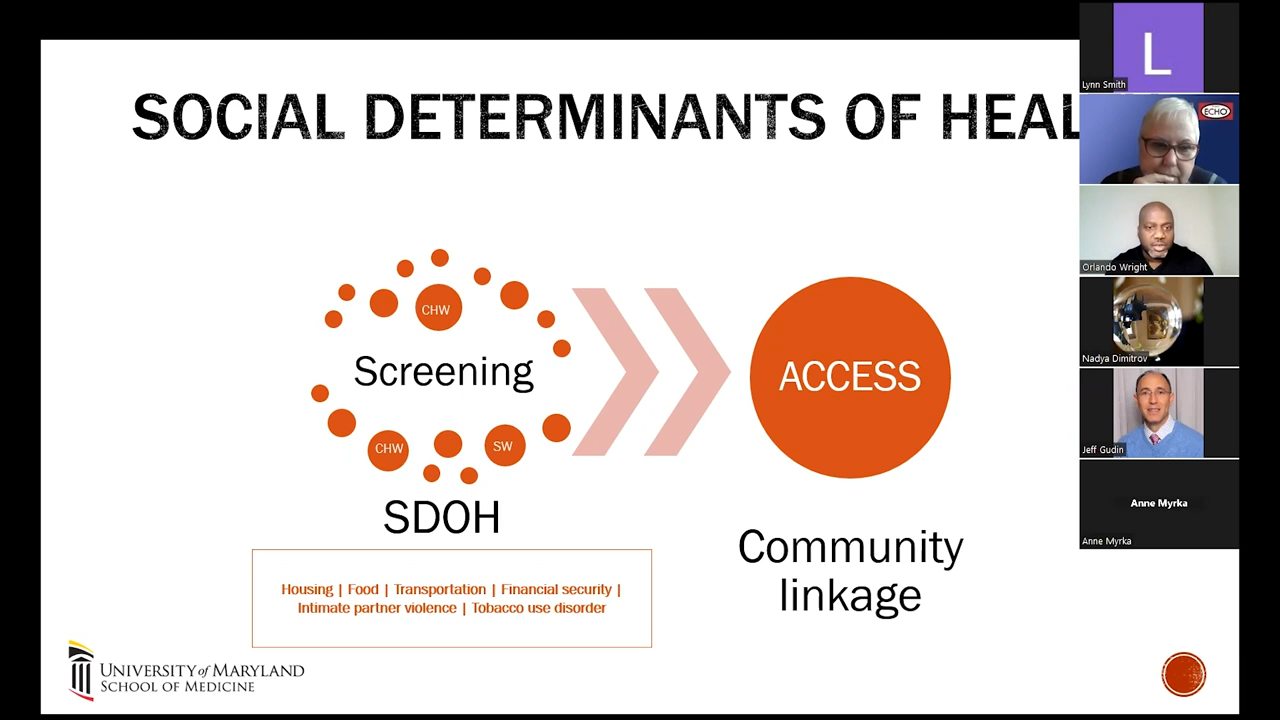 SOCIAL DETERMINANTS OF HEAL
CHW
Screening
CHW
SW
SDOH
Housing | Food | Transportation | Financial security |
Intimate partner violence | Tobacco use disorder
ACCESS
Community
linkage
UNIVERSITY of MARYLAND
SCHOOL OF MEDICINE
L
Lynn Smith
ECHO
Orlando Wright
Nadya Dimitrov
Jeff Gudin
Anne Myrka
Anne Myrka